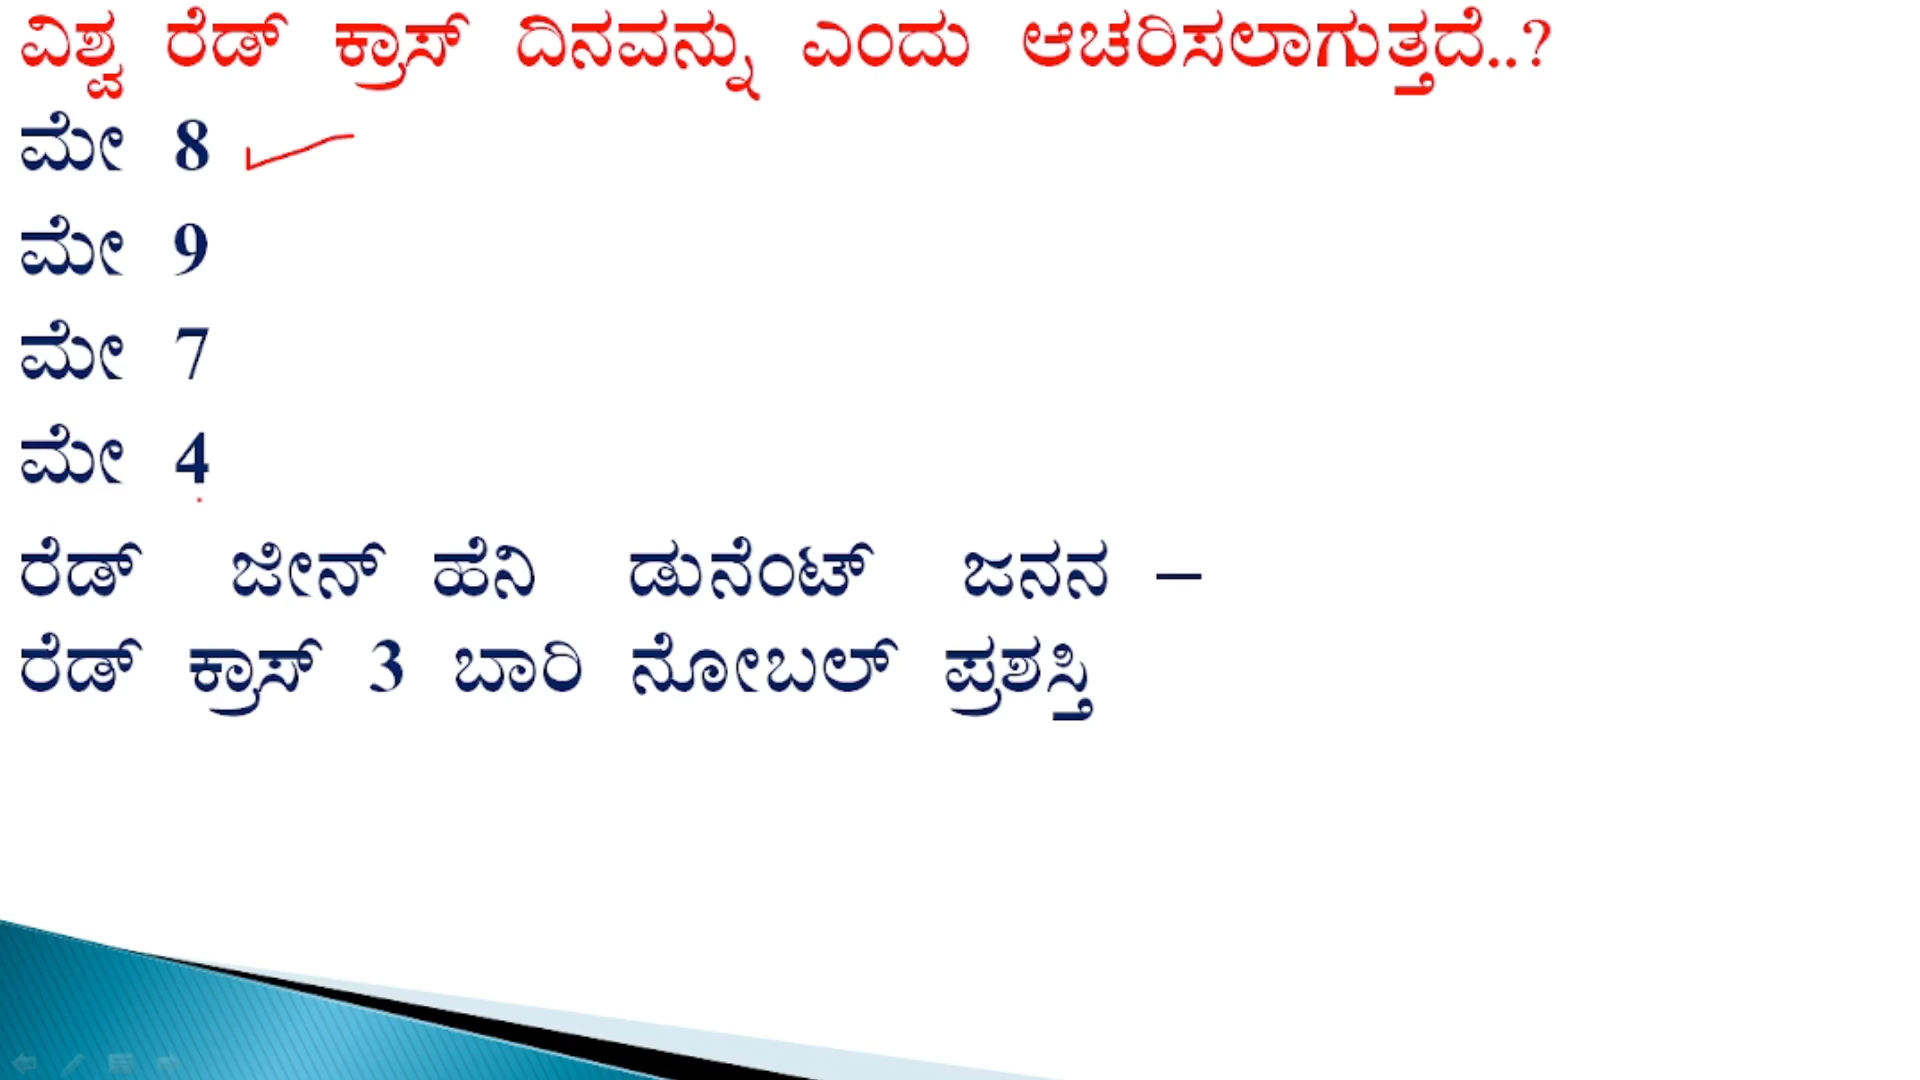 ವಿಶ್ವ ರೆಡ್ ಕ್ರಾಸ್ ದಿನವನ್ನು ಎಂದು ಆಚರಿಸಲಾಗುತ್ತದೆ..?
ಮೇ 8
ಮೇ 9
ಮೇ 7
ಮೇ 4
ರೆಡ್ ಜೀನ್ ಹೆನಿ ಡುನೆಂಟ್ ಜನನ –
ರೆಡ್ ಕ್ರಾಸ್ 3 ಬಾರಿ ನೋಬಲ್ ಪ್ರಶಸ್ತಿ